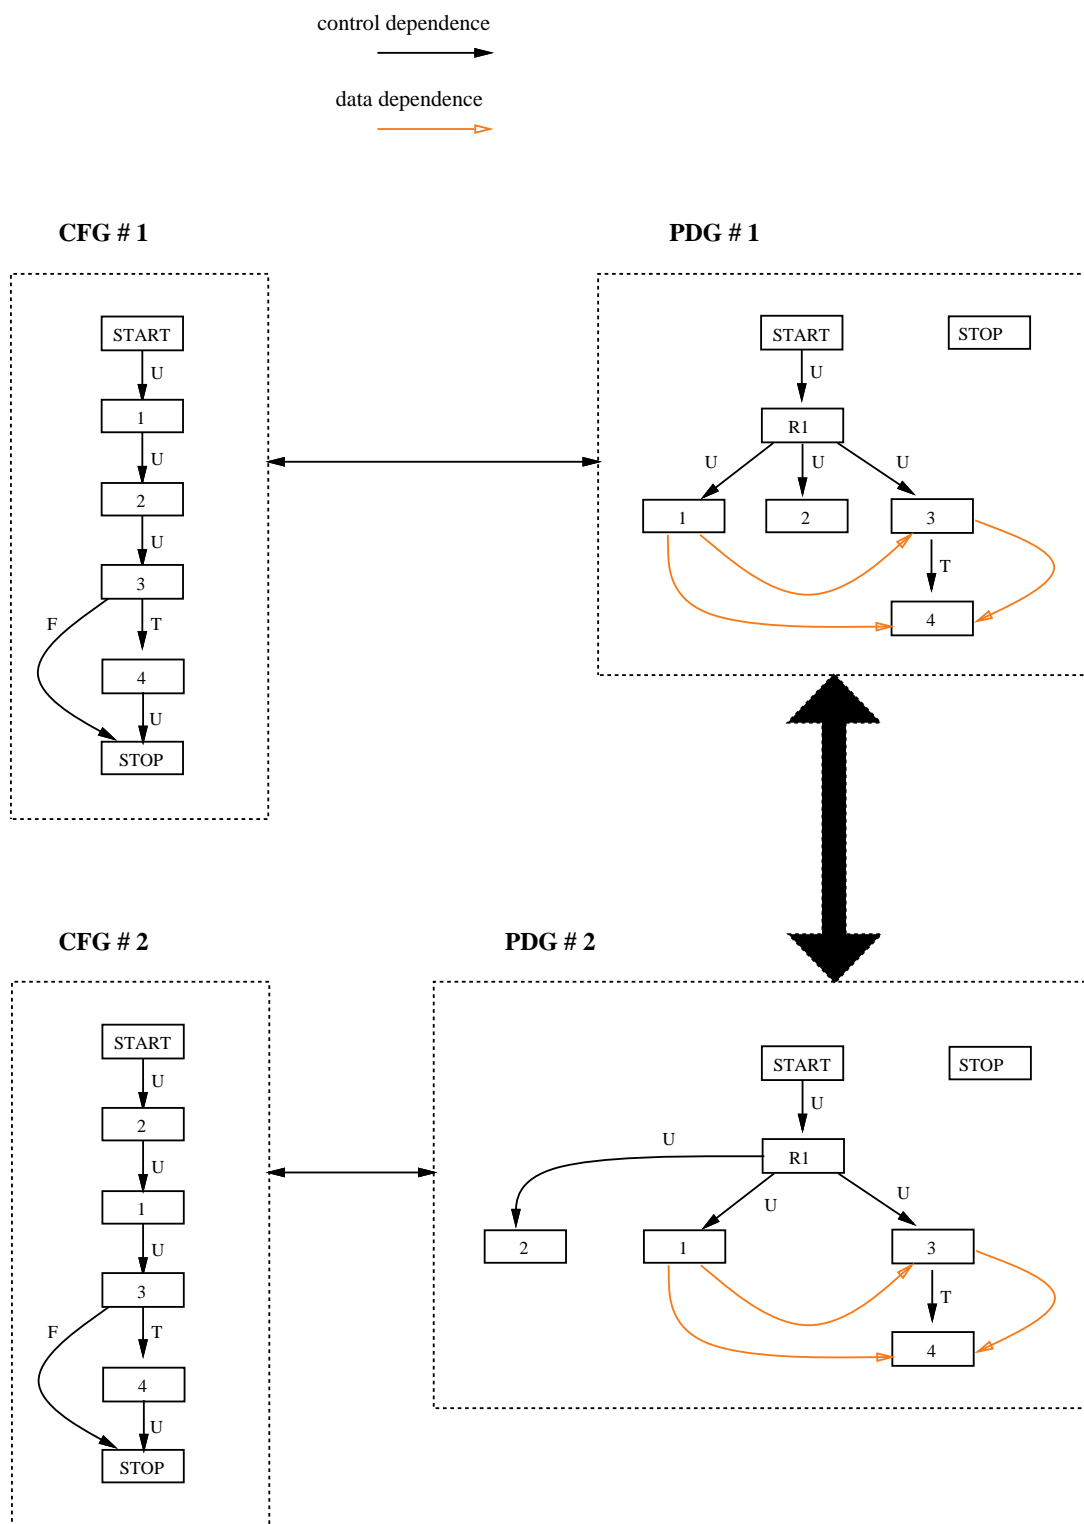 control dependence
data dependence
CFG # 1
PDG # 1
START
U
1
U
2
U
3
F
T
4
U
STOP
START
STOP
U
R1
U
U
U
1
2
3
T
4
CFG # 2
PDG # 2
START
U
2
U
1
U
3
F
T
4
U
STOP
START
STOP
U
U
R1
U
U
2
1
3
T
4